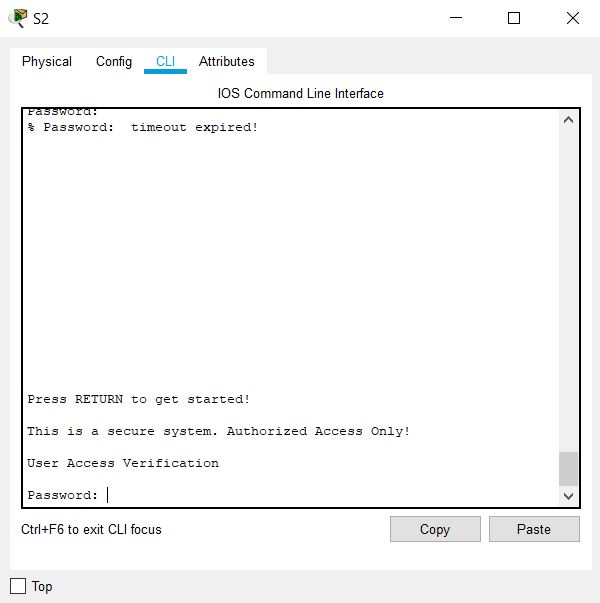 S2
Physical Config CLI Attributes
IOS Command Line Interface
Password:
% Password:  timeout expired!
Press RETURN to get started!
This is a secure system. Authorized Access Only!
User Access Verification
Password:
Ctrl+F6 to exit CLI focus
Copy Paste
Top